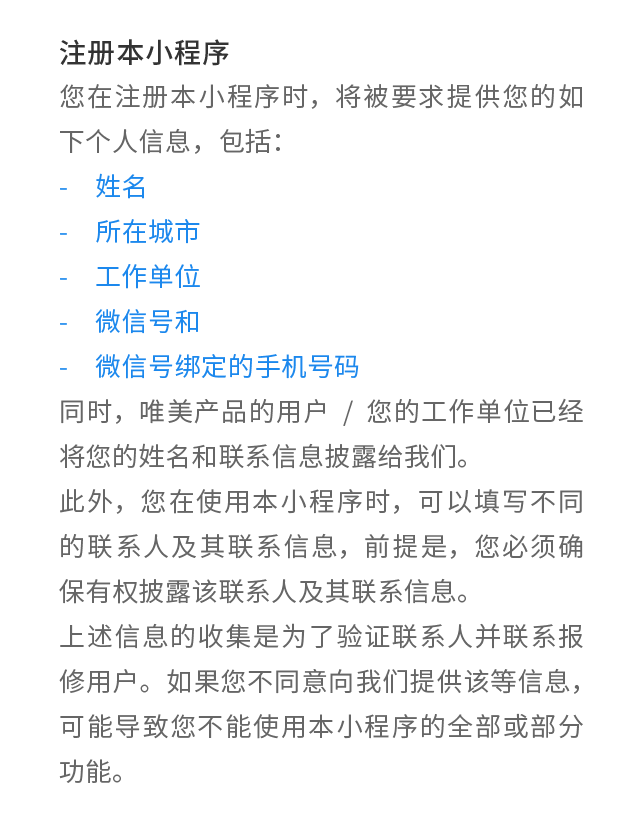 注册本小程序
您在注册本小程序时，将被要求提供您的如
下个人信息，包括：
- 姓名
- 所在城市
- 工作单位
- 微信号和
- 微信号绑定的手机号码
同时，唯美产品的用户 / 您的工作单位已经
将您的姓名和联系信息披露给我们。
此外，您在使用本小程序时，可以填写不同
的联系人及其联系信息，前提是，您必须确
保有权披露该联系人及其联系信息。
上述信息的收集是为了验证联系人并联系报
修用户。如果您不同意向我们提供该等信息，
可能导致您不能使用本小程序的全部或部分
功能。